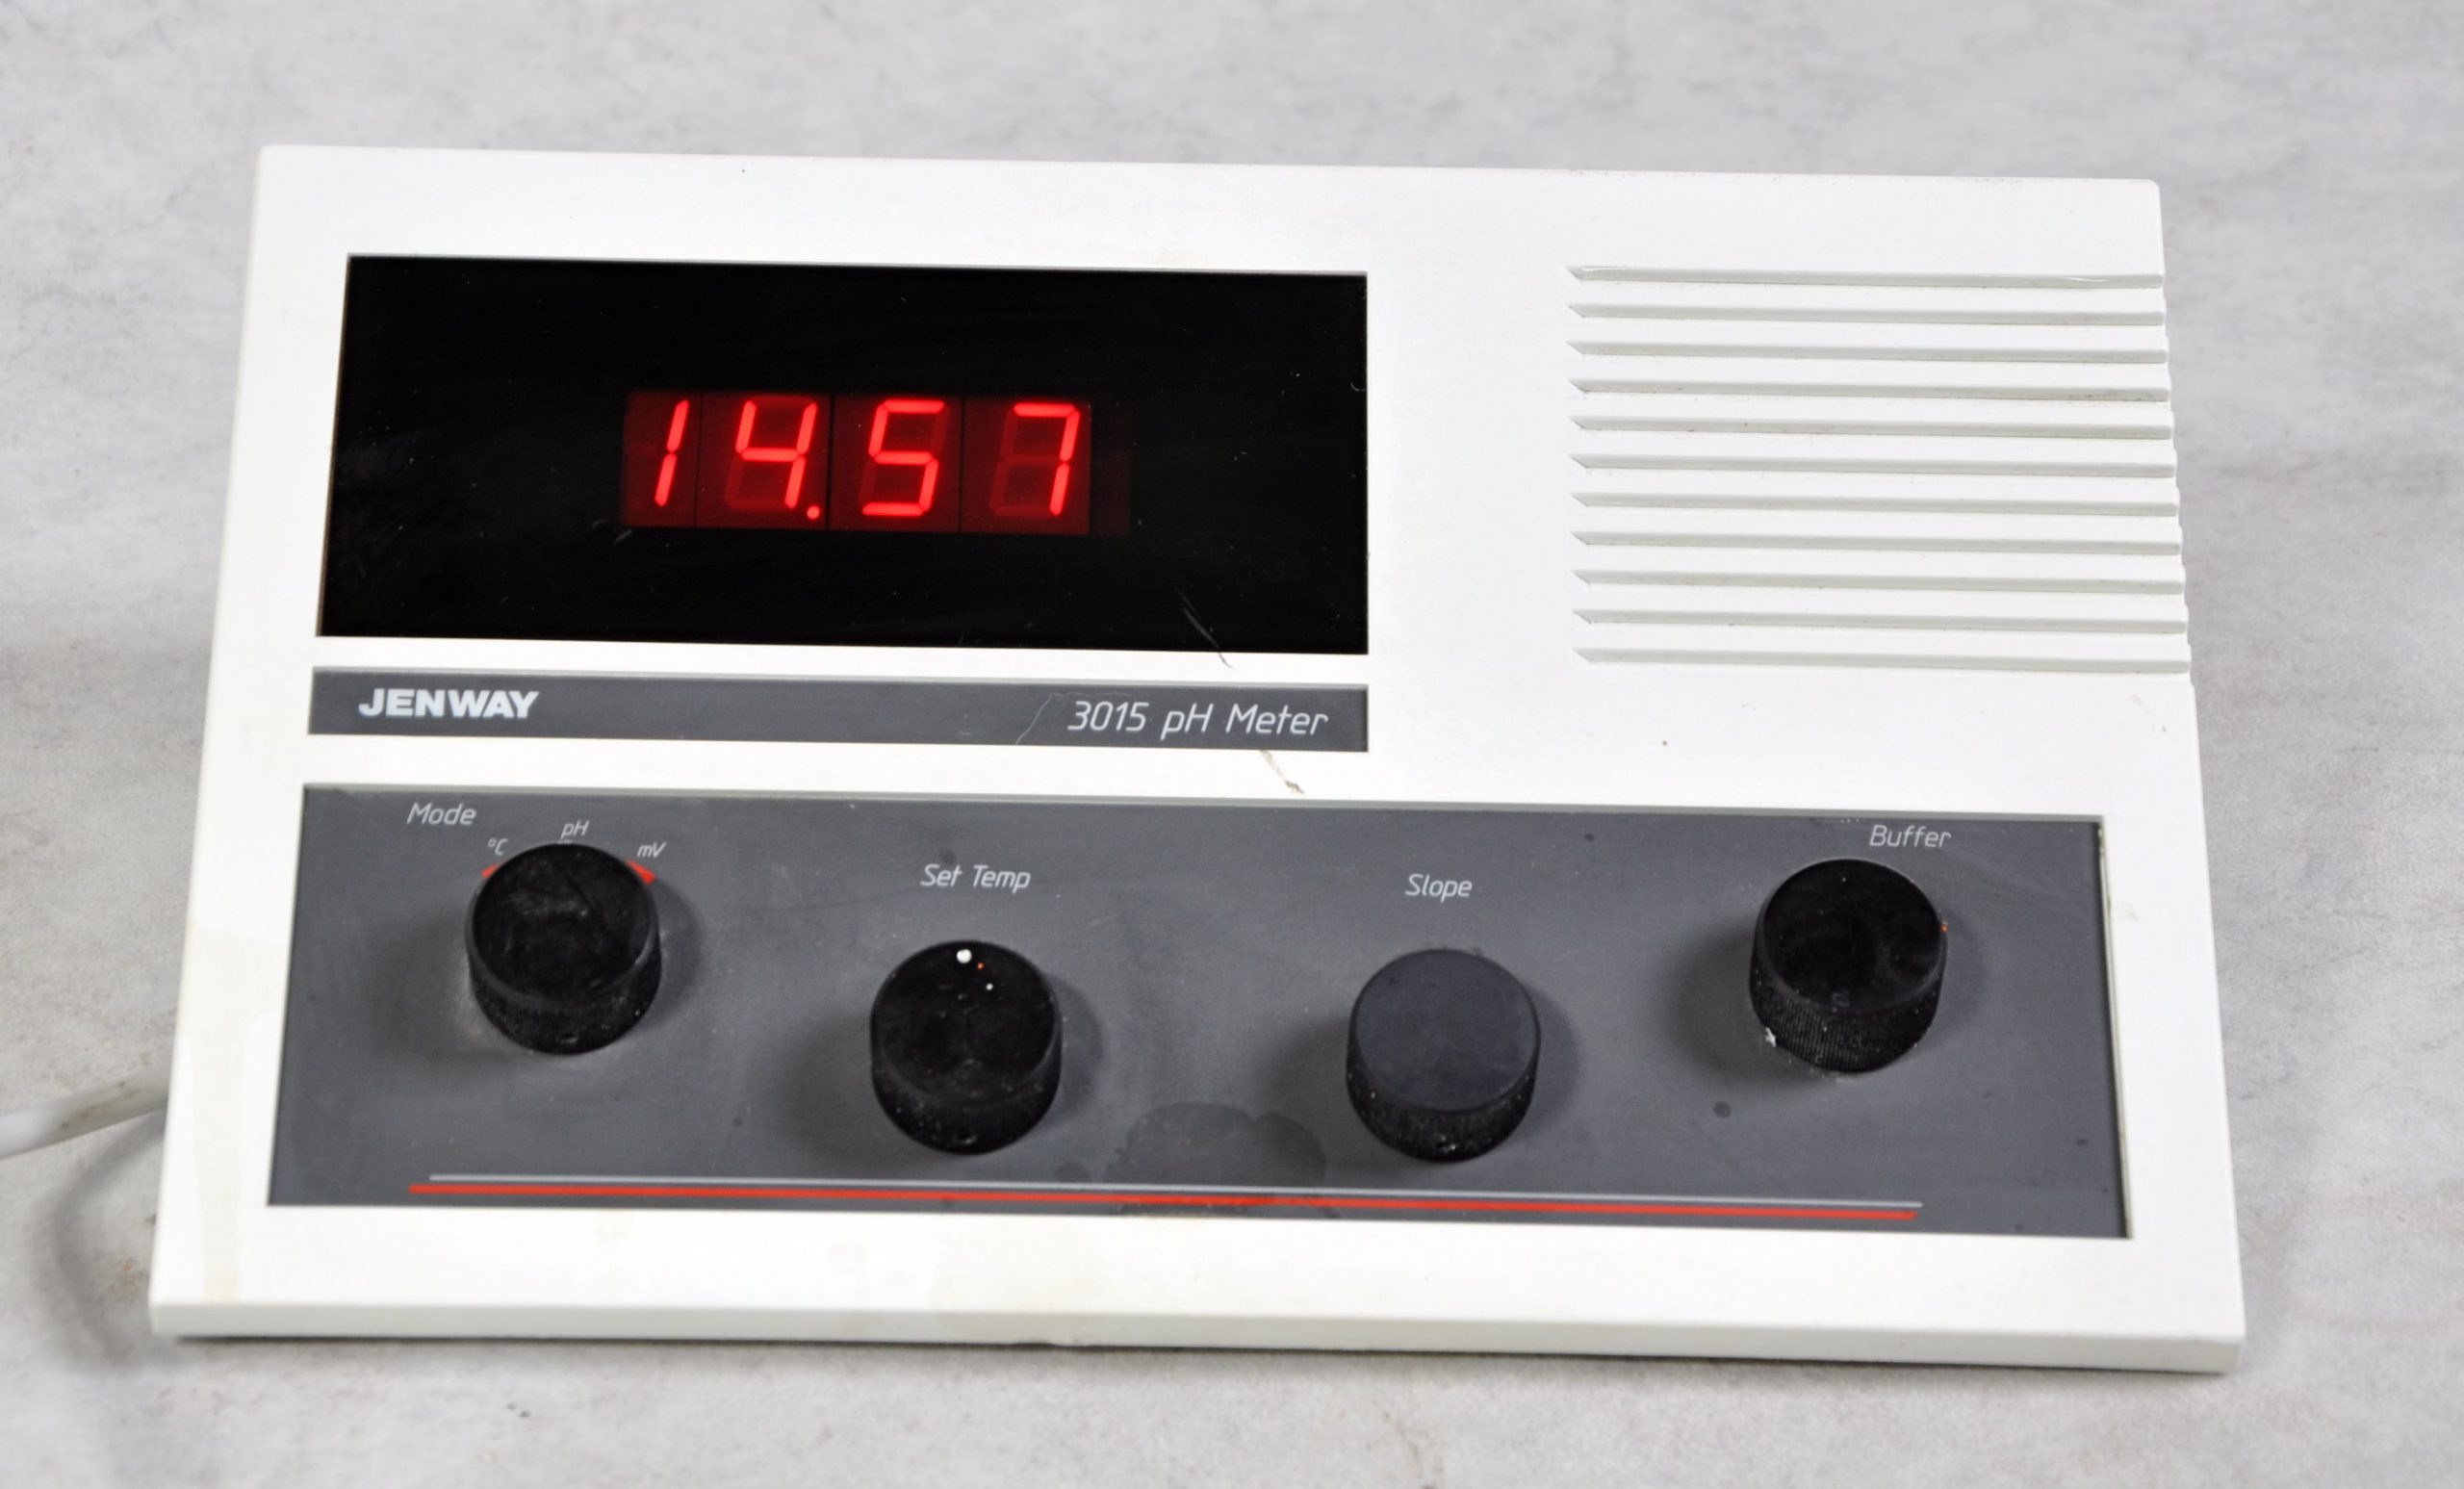 14.57
JENWAY
3015 pH Meter
Mode
°C
pH
mV
Set Temp
Slope
Buffer